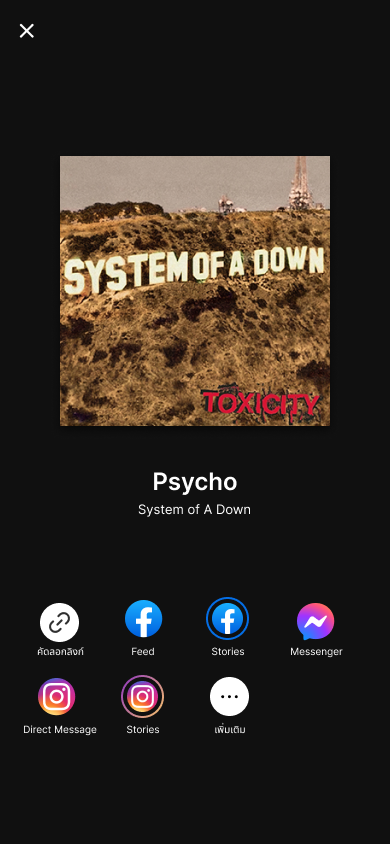 SYSTEM OF A DOWN
TOXICITY
Psycho
System of A Down
คัดลอกลิงก์
Feed
Stories
Messenger
Direct Message
Stories
เพิ่มเติม